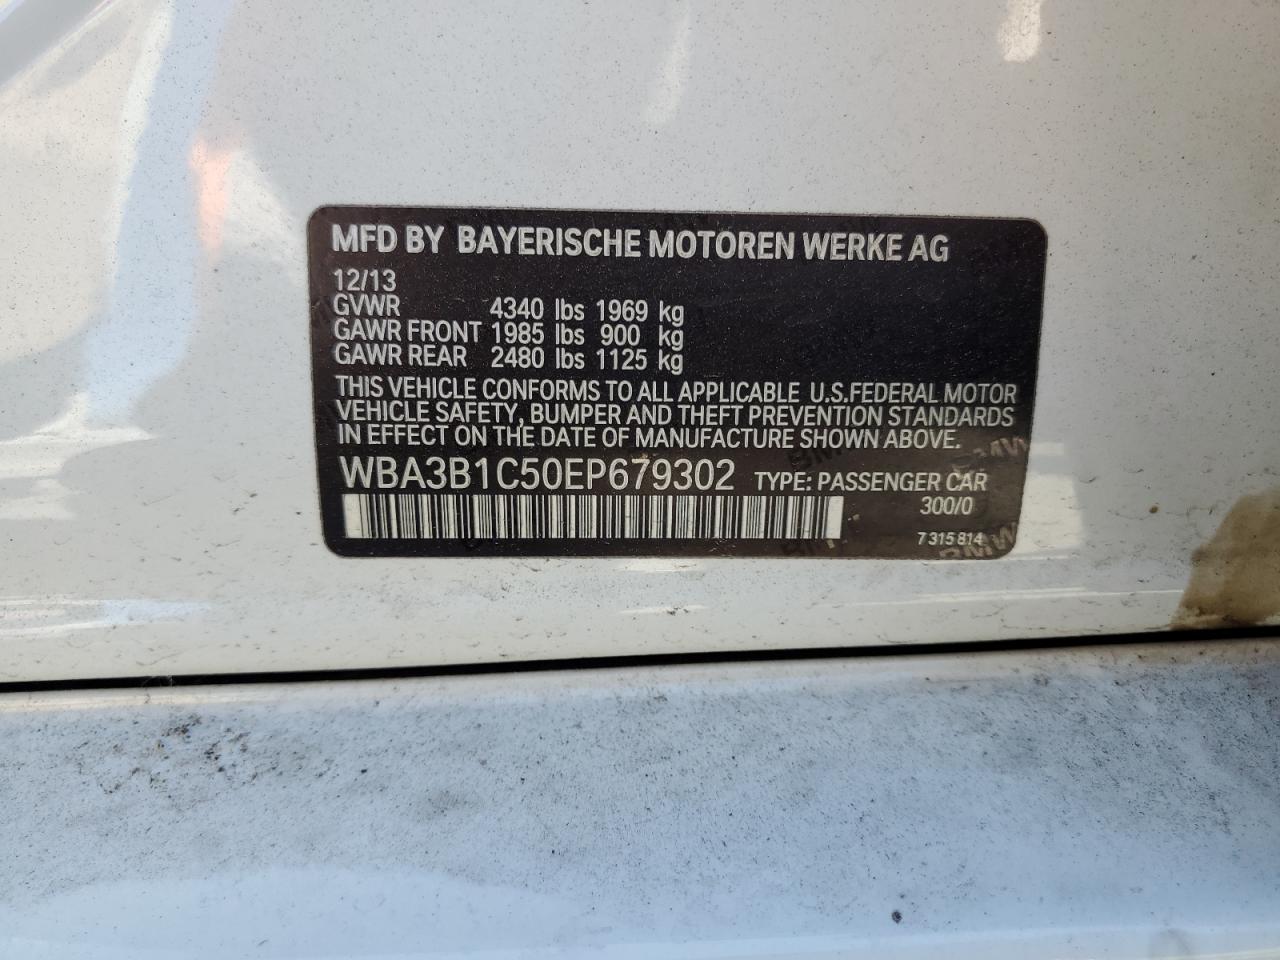 MFD BY BAYERISCHE MOTOREN WERKE AG
12/13
GVWR 4340 lbs 1969 kg
GAWR FRONT 1985 lbs 900 kg
GAWR REAR 2480 lbs 1125 kg
THIS VEHICLE CONFORMS TO ALL APPLICABLE U.S.FEDERAL MOTOR
VEHICLE SAFETY, BUMPER AND THEFT PREVENTION STANDARDS
IN EFFECT ON THE DATE OF MANUFACTURE SHOWN ABOVE.
WBA3B1C50EP679302 TYPE: PASSENGER CAR
300/0
7 315 814
BMW
BMW